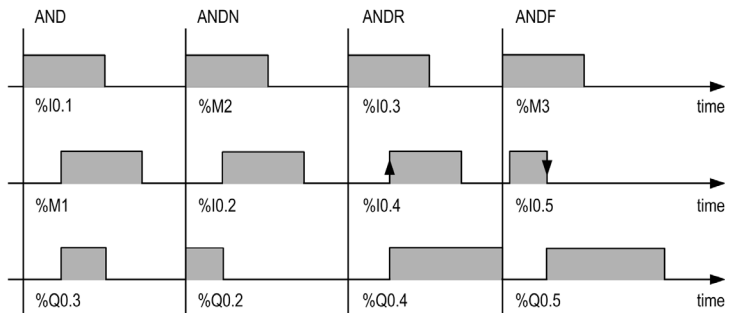 AND ANDN ANDR ANDF
%I0.1 %M2 %I0.3 %M3 time
%M1 %I0.2 %I0.4 %I0.5 time
%Q0.3 %Q0.2 %Q0.4 %Q0.5 time